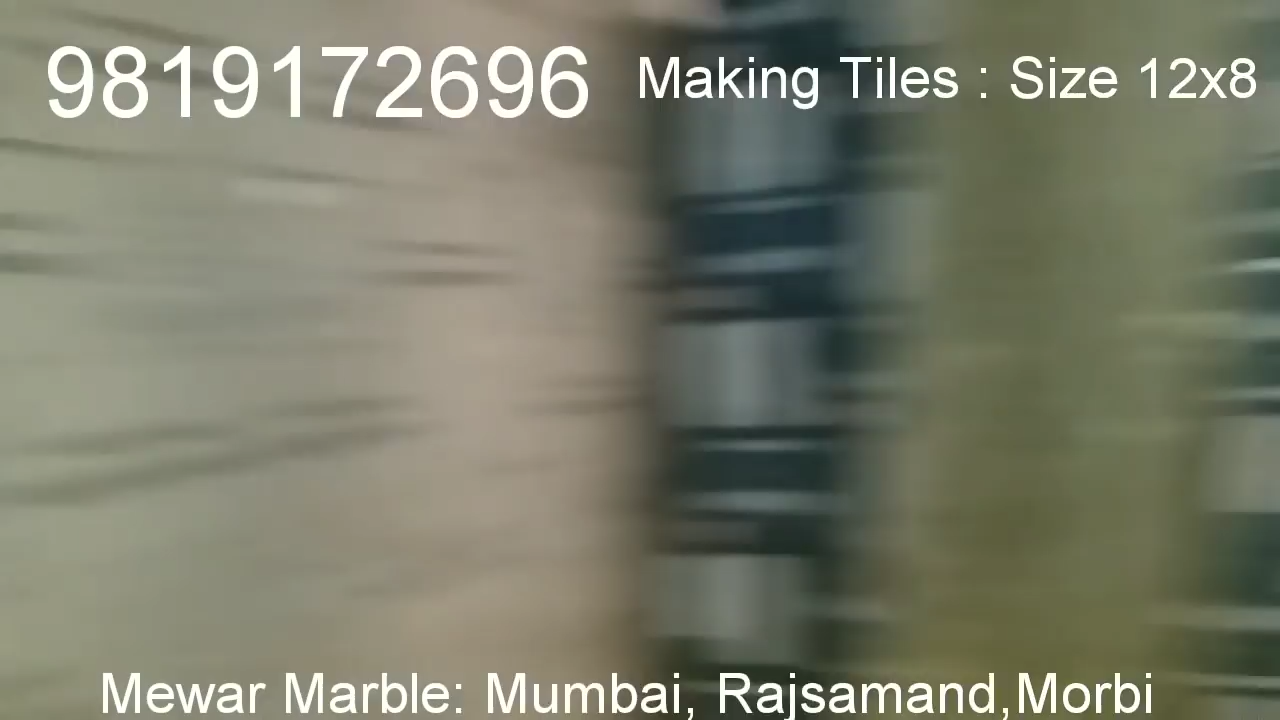 9819172696 Making Tiles : Size 12x8
Mewar Marble: Mumbai, Rajsamand,Morbi